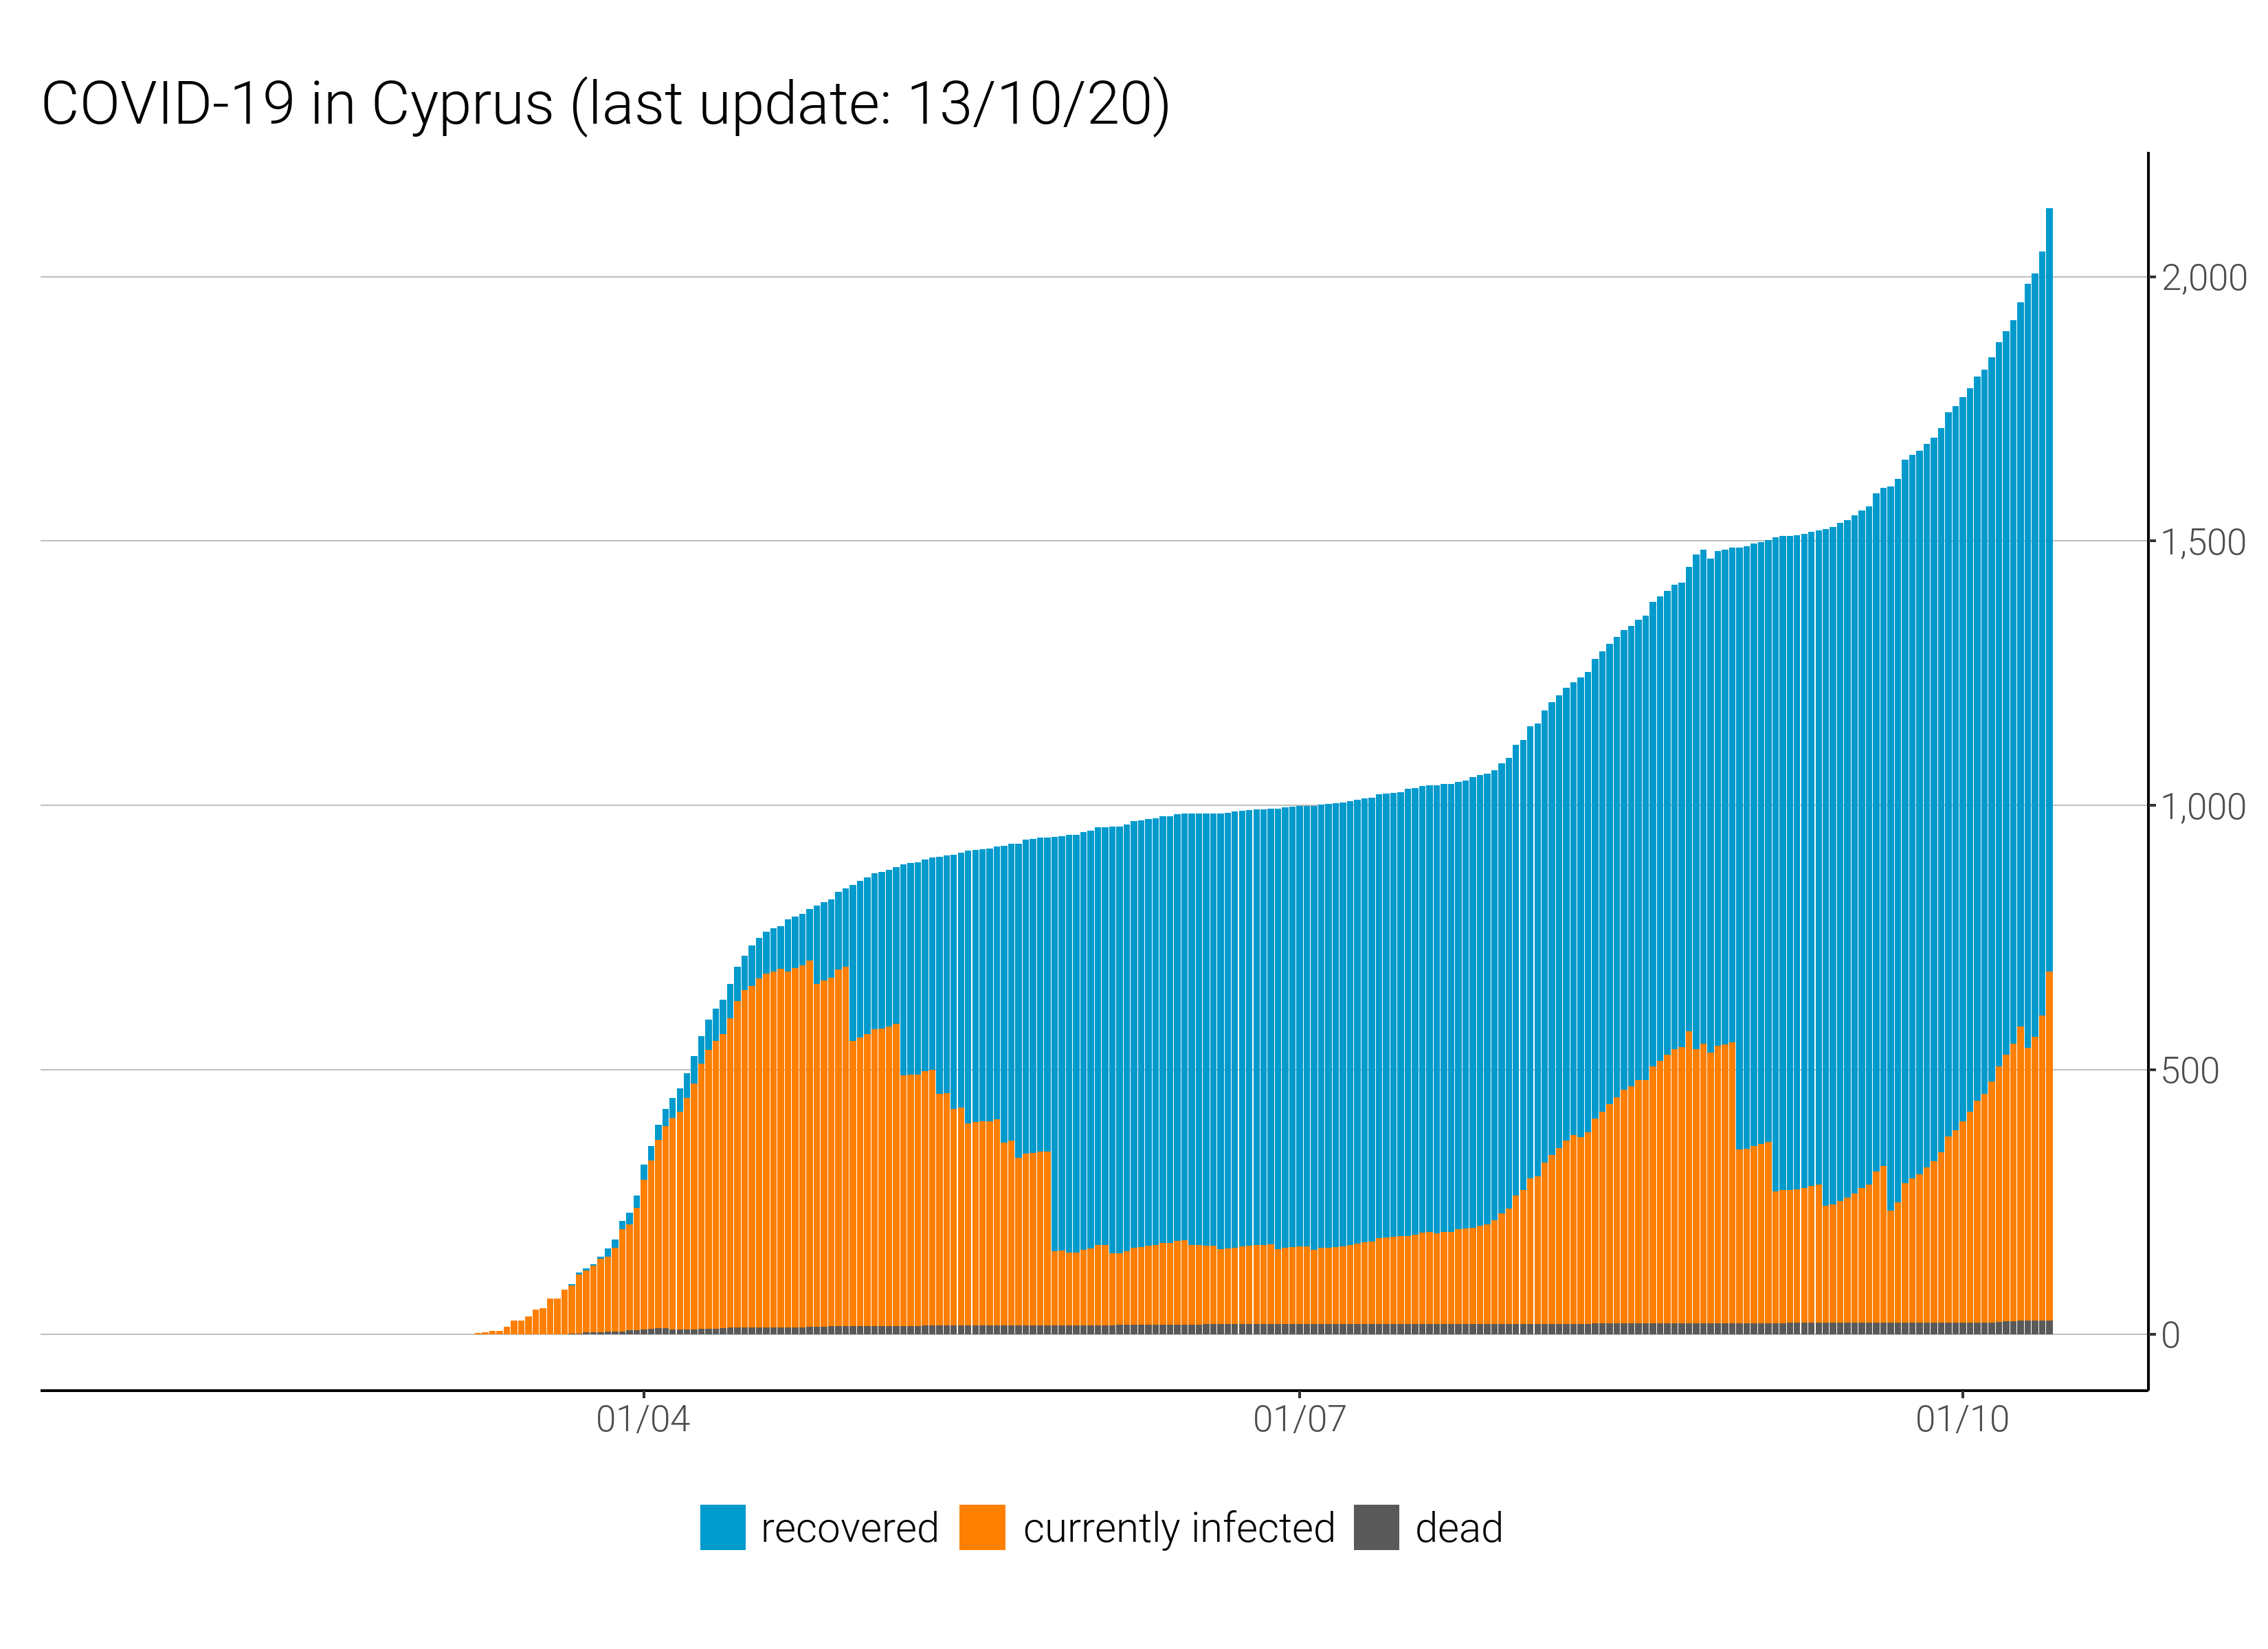 COVID-19 in Cyprus (last update: 13/10/20)
2,000
1,500
1,000
500
0
01/04 01/07 01/10
recovered currently infected dead